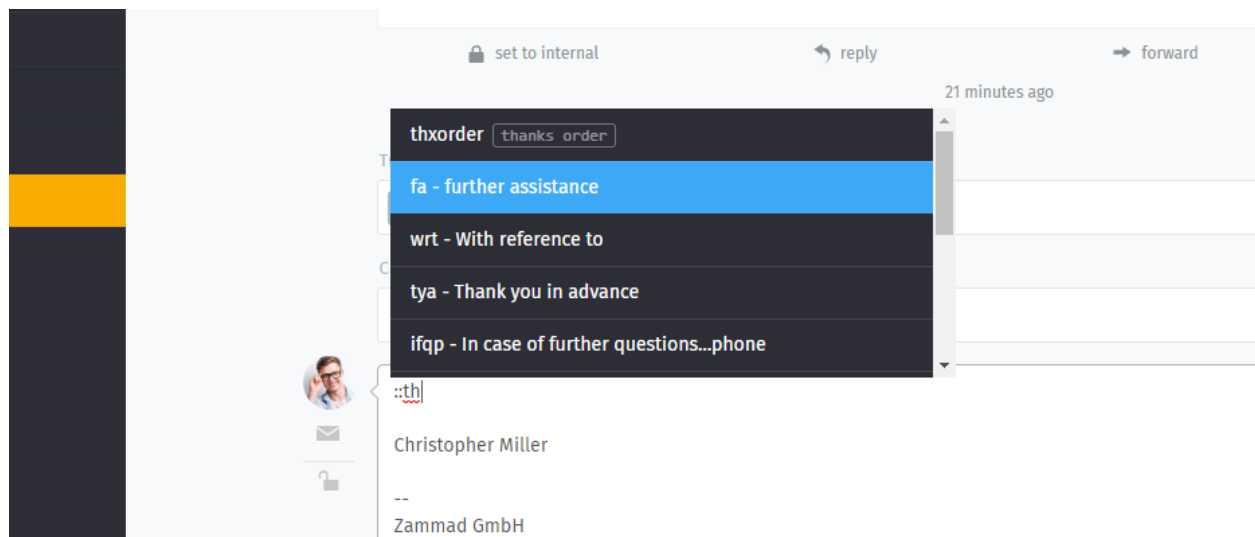 set to internal reply forward
21 minutes ago
thxorder thanks order
fa - further assistance
wrt - With reference to
tya - Thank you in advance
ifqp - In case of further questions...phone
::th
Christopher Miller
--
Zammad GmbH